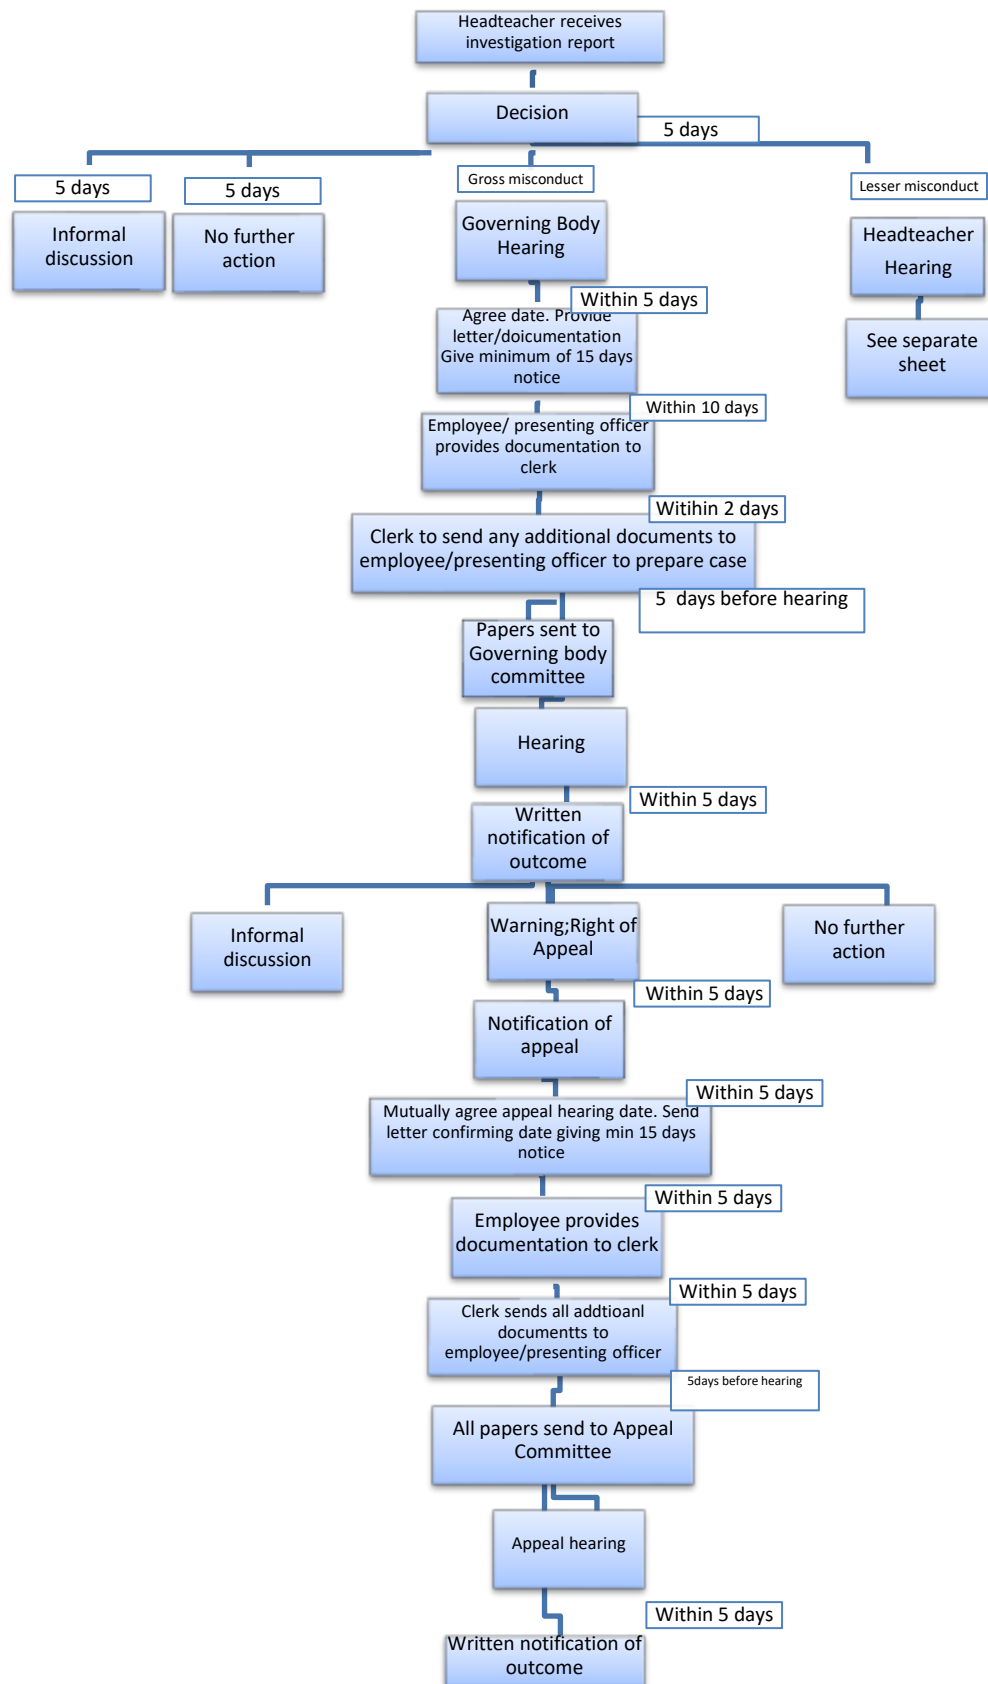 Headteacher receives
investigation report
Decision
5 days
5 days
5 days
Gross misconduct
Lesser misconduct
Informal
discussion
No further
action
Governing Body
Hearing
Headteacher
Hearing
Within 5 days
Agree date. Provide
letter/doicumentation
Give minimum of 15 days
notice
See separate
sheet
Within 10 days
Employee/ presenting officer
provides documentation to
clerk
Witihin 2 days
Clerk to send any additional documents to
employee/presenting officer to prepare case
5 days before hearing
Papers sent to
Governing body
committee
Hearing
Within 5 days
Written
notification of
outcome
Informal
discussion
Warning;Right of
Appeal
No further
action
Within 5 days
Notification of
appeal
Within 5 days
Mutually agree appeal hearing date. Send
letter confirming date giving min 15 days
notice
Within 5 days
Employee provides
documentation to clerk
Within 5 days
Clerk sends all addtioanl
documentts to
employee/presenting officer
5days before hearing
All papers send to Appeal
Committee
Appeal hearing
Within 5 days
Written notification of
outcome